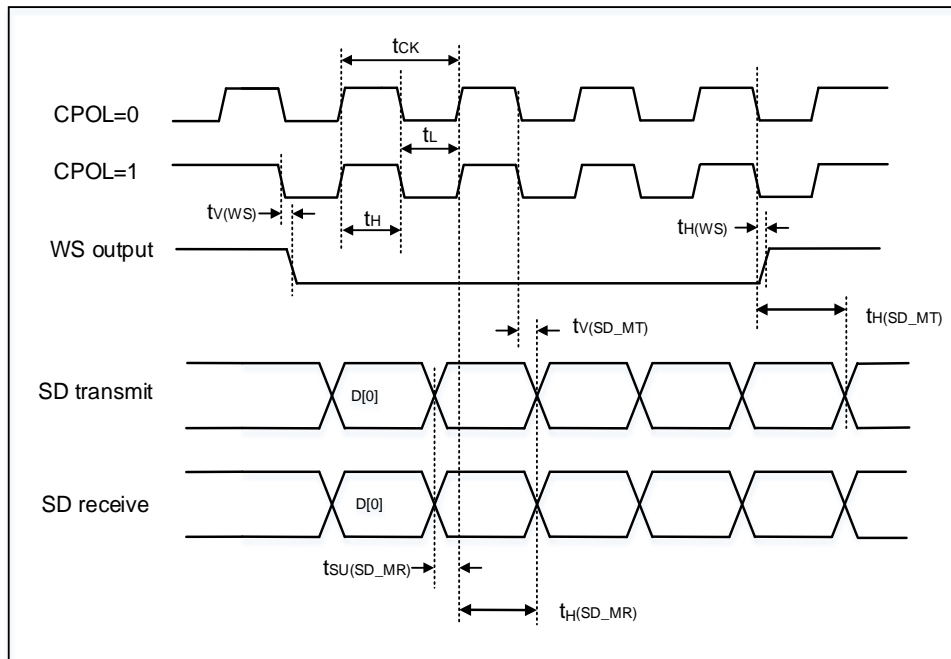 tCK
CPOL=0
tL
CPOL=1
tV(WS)
tH
tH(WS)
WS output
tV(SD_MT)
tH(SD_MT)
SD transmit
D[0]
SD receive
D[0]
tSU(SD_MR)
tH(SD_MR)